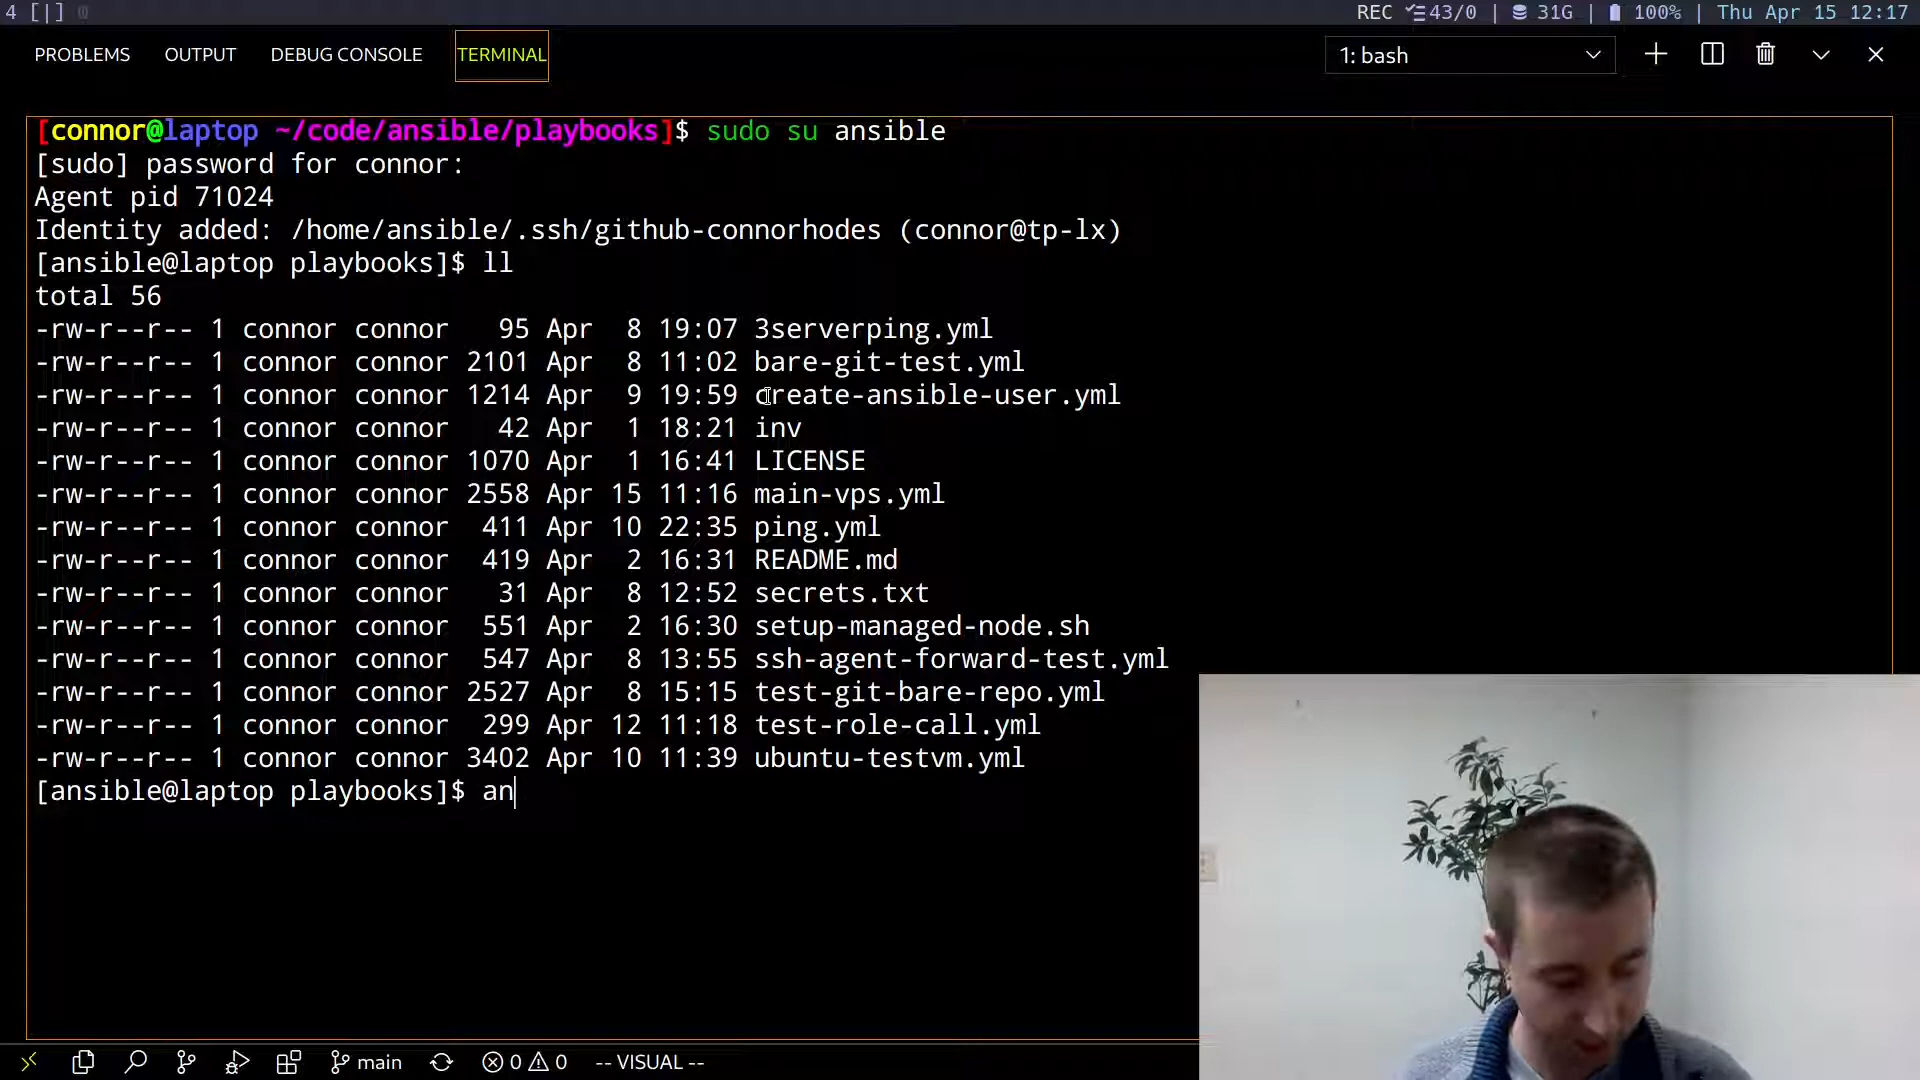 4 [|]
REC 43/0 | 31G | 100% | Thu Apr 15 12:17
PROBLEMS OUTPUT DEBUG CONSOLE TERMINAL 1: bash
[connor@laptop ~/code/ansible/playbooks]$ sudo su ansible
[sudo] password for connor:
Agent pid 71024
Identity added: /home/ansible/.ssh/github-connorhodes (connor@tp-lx)
[ansible@laptop playbooks]$ ll
total 56
-rw-r--r-- 1 connor connor   95 Apr  8 19:07 3serverping.yml
-rw-r--r-- 1 connor connor 2101 Apr  8 11:02 bare-git-test.yml
-rw-r--r-- 1 connor connor 1214 Apr  9 19:59 create-ansible-user.yml
-rw-r--r-- 1 connor connor   42 Apr  1 18:21 inv
-rw-r--r-- 1 connor connor 1070 Apr  1 16:41 LICENSE
-rw-r--r-- 1 connor connor 2558 Apr 15 11:16 main-vps.yml
-rw-r--r-- 1 connor connor  411 Apr 10 22:35 ping.yml
-rw-r--r-- 1 connor connor  419 Apr  2 16:31 README.md
-rw-r--r-- 1 connor connor   31 Apr  8 12:52 secrets.txt
-rw-r--r-- 1 connor connor  551 Apr  2 16:30 setup-managed-node.sh
-rw-r--r-- 1 connor connor  547 Apr  8 13:55 ssh-agent-forward-test.yml
-rw-r--r-- 1 connor connor 2527 Apr  8 15:15 test-git-bare-repo.yml
-rw-r--r-- 1 connor connor  299 Apr 12 11:18 test-role-call.yml
-rw-r--r-- 1 connor connor 3402 Apr 10 11:39 ubuntu-testvm.yml
[ansible@laptop playbooks]$ an
main 0 0 -- VISUAL --